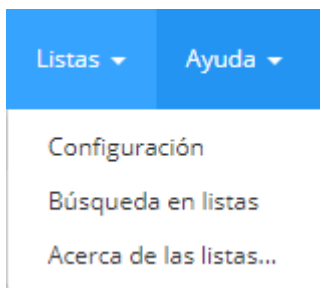 Listas Ayuda
Configuración
Búsqueda en listas
Acerca de las listas...